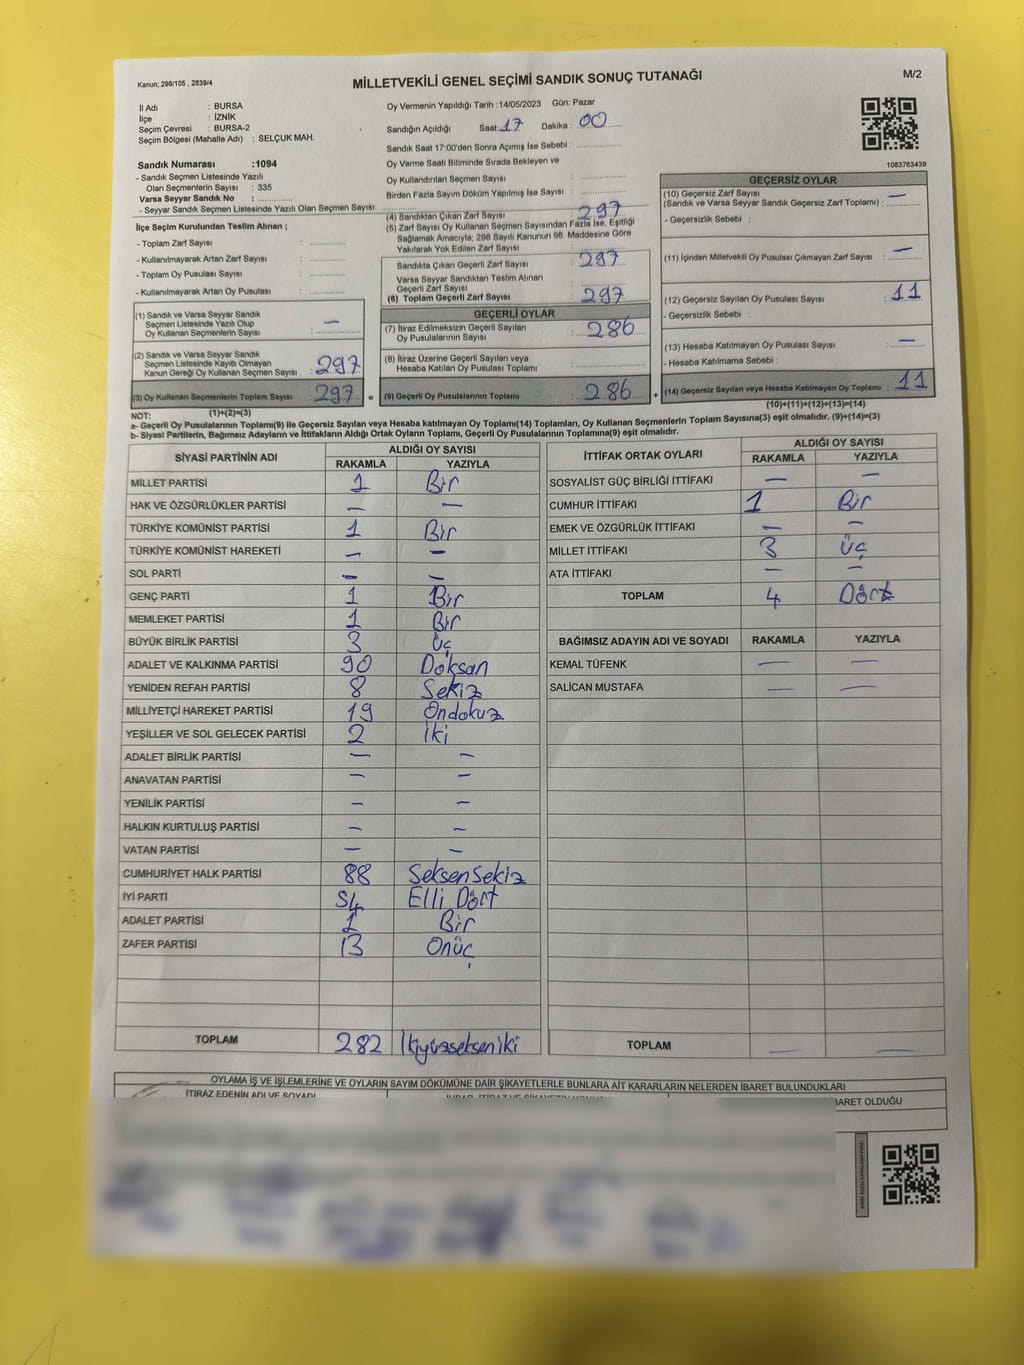 Kanun; 298/105 , 2839/4
MİLLETVEKİLİ GENEL SEÇİMİ SANDIK SONUÇ TUTANAĞI
M/2
İl Adı : BURSA
İlçe : İZNİK
Seçim Çevresi : BURSA-2
Seçim Bölgesi (Mahalle Adı) : SELÇUK MAH.
Sandık Numarası :1094
- Sandık Seçmen Listesinde Yazılı
Olan Seçmenlerin Sayısı : 335
Varsa Seyyar Sandık No :
- Seyyar Sandık Seçmen Listesinde Yazılı Olan Seçmen Sayısı:
İlçe Seçim Kurulundan Teslim Alınan ;
- Toplam Zarf Sayısı :
- Kullanılmayarak Artan Zarf Sayısı :
- Toplam Oy Pusulası Sayısı :
- Kullanılmayarak Artan Oy Pusulası :
(1) Sandık ve Varsa Seyyar Sandık
Seçmen Listesinde Yazılı Olup
Oy Kullanan Seçmenlerin Sayısı : —
(2) Sandık ve Varsa Seyyar Sandık
Seçmen Listesinde Kayıtlı Olmayan
Kanun Gereği Oy Kullanan Seçmen Sayısı : 297
(3) Oy Kullanan Seçmenlerin Toplam Sayısı : 297
(1)+(2)=(3)
Oy Vermenin Yapıldığı Tarih :14/05/2023 Gün: Pazar
Sandığın Açıldığı Saat: 17 Dakika : 00
Sandık Saat 17:00'den Sonra Açımış İse Sebebi :
Oy Verme Saati Bitiminde Sırada Bekleyen ve
Oy Kullandırılan Seçmen Sayısı :
Birden Fazla Sayım Döküm Yapılmış İse Sayısı :
(4) Sandıktan Çıkan Zarf Sayısı : 297
(5) Zarf Sayısı Oy Kullanan Seçmen Sayısından Fazla İse, Eşitliği
Sağlamak Amacıyla, 298 Sayılı Kanunun 98. Maddesine Göre
Yakılarak Yok Edilen Zarf Sayısı :
Sandıkta Çıkan Geçerli Zarf Sayısı : 297
Varsa Seyyar Sandıktan Teslim Alınan
Geçerli Zarf Sayısı :
(6) Toplam Geçerli Zarf Sayısı : 297
GEÇERLİ OYLAR
(7) İtiraz Edilmeksizin Geçerli Sayılan
Oy Pusulalarının Sayısı : 286
(8) İtiraz Üzerine Geçerli Sayılan veya
Hesaba Katılan Oy Pusulası Toplamı :
= (9) Geçerli Oy Pusulalarının Toplamı : 286
1083763439
GEÇERSİZ OYLAR
(10) Geçersiz Zarf Sayısı —
(Sandık ve Varsa Seyyar Sandık Geçersiz Zarf Toplamı) :
- Geçersizlik Sebebi :
(11) İçinden Milletvekili Oy Pusulası Çıkmayan Zarf Sayısı : —
(12) Geçersiz Sayılan Oy Pusulası Sayısı : 11
- Geçersizlik Sebebi :
(13) Hesaba Katılmayan Oy Pusulası Sayısı : —
- Hesaba Katılmama Sebebi :
+ (14) Geçersiz Sayılan veya Hesaba Katılmayan Oy Toplamı : 11
(10)+(11)+(12)+(13)=(14)
NOT:
a- Geçerli Oy Pusulalarının Toplamı(9) ile Geçersiz Sayılan veya Hesaba katılmayan Oy Toplamı(14) Toplamları, Oy Kullanan Seçmenlerin Toplam Sayısına(3) eşit olmalıdır. (9)+(14)=(3)
b- Siyasi Partilerin, Bağımsız Adayların ve İttifakların Aldığı Ortak Oyların Toplamı, Geçerli Oy Pusulalarının Toplamına(9) eşit olmalıdır.
SİYASİ PARTİNİN ADI ALDIĞI OY SAYISI
RAKAMLA YAZIYLA
MİLLET PARTİSİ 1 Bir
HAK VE ÖZGÜRLÜKLER PARTİSİ — —
TÜRKİYE KOMÜNİST PARTİSİ 1 Bir
TÜRKİYE KOMÜNİST HAREKETİ — —
SOL PARTİ — —
GENÇ PARTİ 1 Bir
MEMLEKET PARTİSİ 1 Bir
BÜYÜK BİRLİK PARTİSİ 3 Üç
ADALET VE KALKINMA PARTİSİ 90 Doksan
YENİDEN REFAH PARTİSİ 8 Sekiz
MİLLİYETÇİ HAREKET PARTİSİ 19 Ondokuz
YEŞİLLER VE SOL GELECEK PARTİSİ 2 İki
ADALET BİRLİK PARTİSİ — —
ANAVATAN PARTİSİ — —
YENİLİK PARTİSİ — —
HALKIN KURTULUŞ PARTİSİ — —
VATAN PARTİSİ — —
CUMHURİYET HALK PARTİSİ 88 SeksenSekiz
İYİ PARTİ 54 Elli Dört
ADALET PARTİSİ 1 Bir
ZAFER PARTİSİ 13 Onüç
TOPLAM 282 İkiyüzsekseniki
İTTİFAK ORTAK OYLARI ALDIĞI OY SAYISI
RAKAMLA YAZIYLA
SOSYALİST GÜÇ BİRLİĞİ İTTİFAKI — —
CUMHUR İTTİFAKI 1 Bir
EMEK VE ÖZGÜRLÜK İTTİFAKI — —
MİLLET İTTİFAKI 3 Üç
ATA İTTİFAKI — —
TOPLAM 4 Dört
BAĞIMSIZ ADAYIN ADI VE SOYADI RAKAMLA YAZIYLA
KEMAL TÜFENK — —
SALİCAN MUSTAFA — —
TOPLAM — —
OYLAMA İŞ VE İŞLEMLERİNE VE OYLARIN SAYIM DÖKÜMÜNE DAİR ŞİKAYETLERLE BUNLARA AİT KARARLARIN NELERDEN İBARET BULUNDUKLARI
İTİRAZ EDENİN ADI VE SOYADI
İBARET OLDUĞU